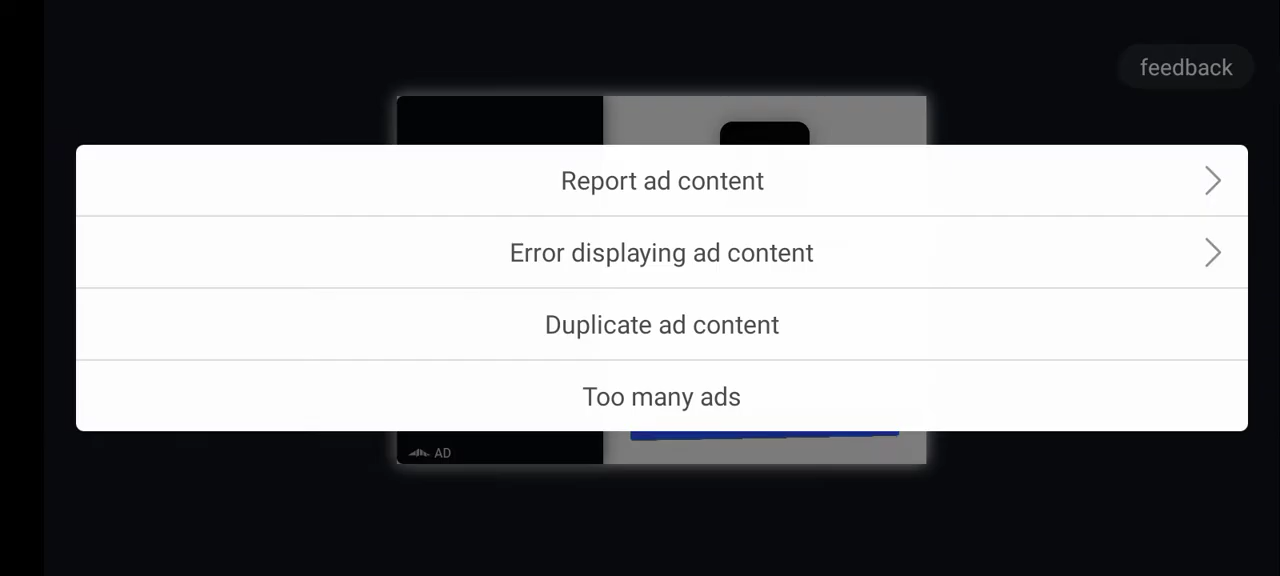 feedback
Report ad content
Error displaying ad content
Duplicate ad content
Too many ads
AD